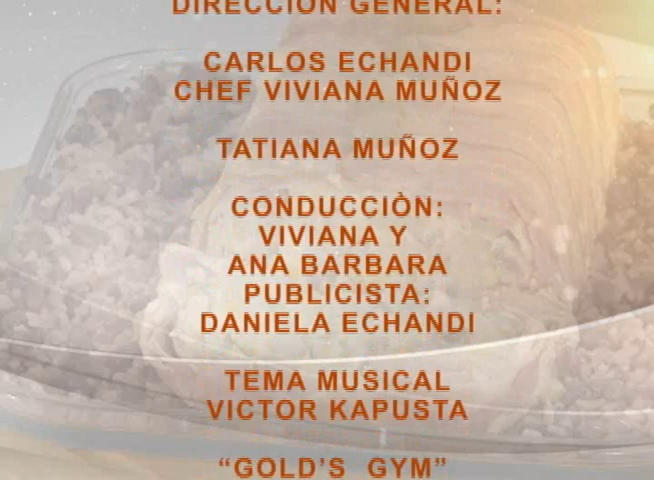 DIRECCIÓN GENERAL:
CARLOS ECHANDI
CHEF VIVIANA MUÑOZ
TATIANA MUÑOZ
CONDUCCIÒN:
VIVIANA Y
ANA BARBARA
PUBLICISTA:
DANIELA ECHANDI
TEMA MUSICAL
VICTOR KAPUSTA
“GOLD’S GYM”